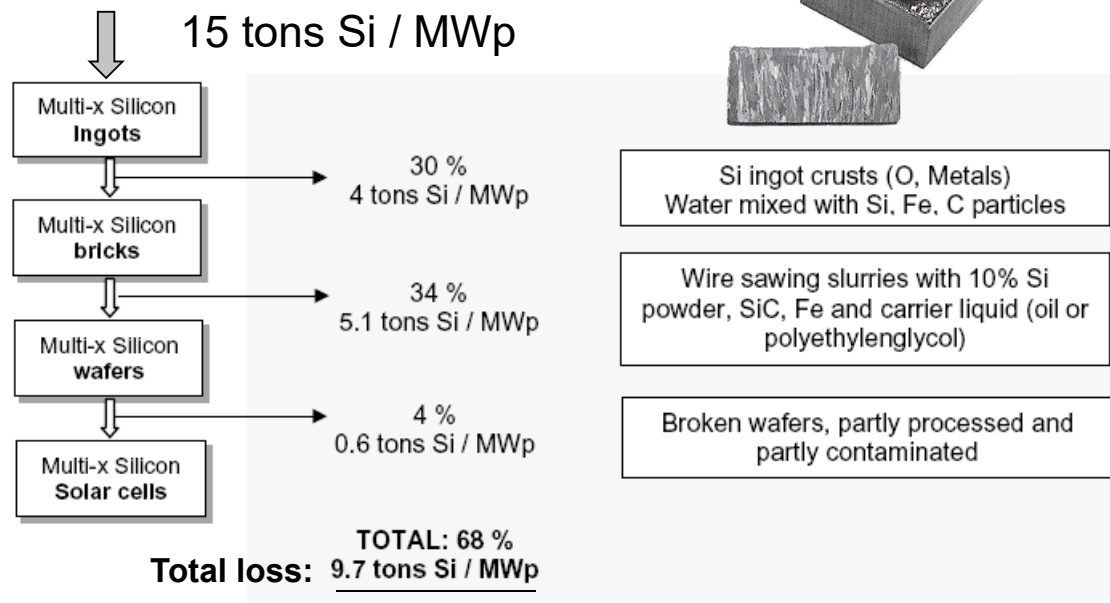 15 tons Si / MWp
Multi-x Silicon
Ingots
30 %
4 tons Si / MWp
Si ingot crusts (O, Metals)
Water mixed with Si, Fe, C particles
Multi-x Silicon
bricks
34 %
5.1 tons Si / MWp
Wire sawing slurries with 10% Si
powder, SiC, Fe and carrier liquid (oil or
polyethylenglycol)
Multi-x Silicon
wafers
4 %
0.6 tons Si / MWp
Broken wafers, partly processed and
partly contaminated
Multi-x Silicon
Solar cells
TOTAL: 68 %
Total loss: 9.7 tons Si / MWp